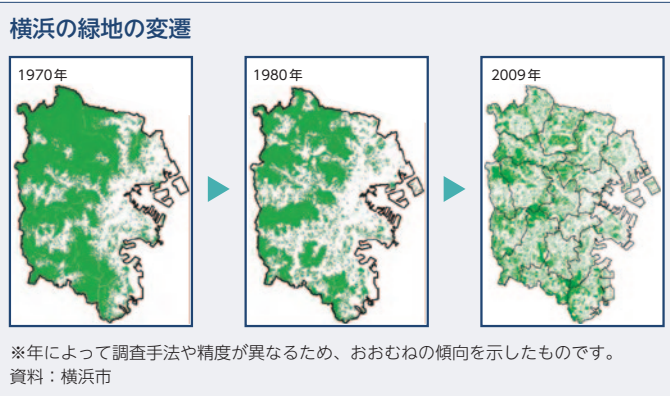 横浜の緑地の変遷
1970年
1980年
2009年
※年によって調査手法や精度が異なるため、おおむねの傾向を示したものです。
資料：横浜市